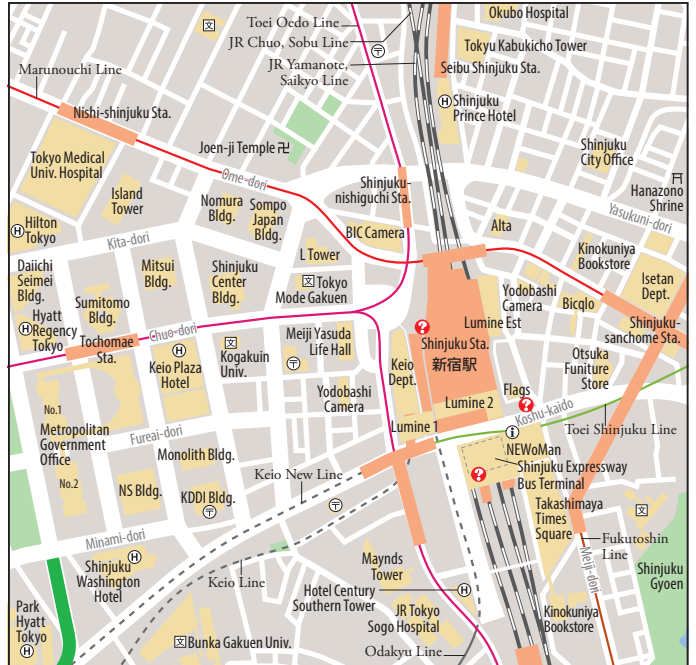 Toei Oedo Line
JR Chuo, Sobu Line
JR Yamanote,
Saikyo Line
Okubo Hospital
Tokyu Kabukicho Tower
Seibu Shinjuku Sta.
Marunouchi Line
文
〒
Nishi-shinjuku Sta.
H Shinjuku
Prince Hotel
Tokyo Medical
Univ. Hospital
Joen-ji Temple 卍
Shinjuku
City Office
Ome-dori
Island
Tower
Nomura
Bldg.
Sompo
Japan
Bldg.
Shinjuku-
nishiguchi Sta.
Hanazono
Shrine
Yasukuni-dori
H Hilton
Tokyo
Kita-dori
BIC Camera
Alta
Kinokuniya
Bookstore
L Tower
Daiichi
Seimei
Bldg.
Mitsui
Bldg.
Shinjuku
Center
Bldg.
文 Tokyo
Mode Gakuen
Yodobashi
Camera
Bicqlo
Isetan
Dept.
Sumitomo
Bldg.
H Hyatt
Regency
Tokyo
Chuo-dori
Tochomae
Sta.
Lumine Est
Shinjuku-
sanchome Sta.
?
Shinjuku Sta.
新宿駅
H
Keio Plaza
Hotel
文
Kogakuin
Univ.
Meiji Yasuda
Life Hall
〒
Keio
Dept.
Otsuka
Funiture
Store
Yodobashi
Camera
Flags
Lumine 2
?
No.1
Metropolitan
Government
Office
No.2
Fureai-dori
Lumine 1
Koshu-kaido
Toei Shinjuku Line
i
Monolith Bldg.
NEWoMan
Keio New Line
?
Shinjuku Expressway
Bus Terminal
NS Bldg.
KDDI Bldg.
〒
〒
Takashimaya
Times
Square
文
Minami-dori
Fukutoshin
Line
Meiji-dori
H
Shinjuku
Washington
Hotel
Keio Line
Maynds
Tower
Shinjuku
Gyoen
Hotel Century
Southern Tower
H
Park
Hyatt
Tokyo
H
JR Tokyo
Sogo Hospital
Kinokuniya
Bookstore
文 Bunka Gakuen Univ.
Odakyu Line